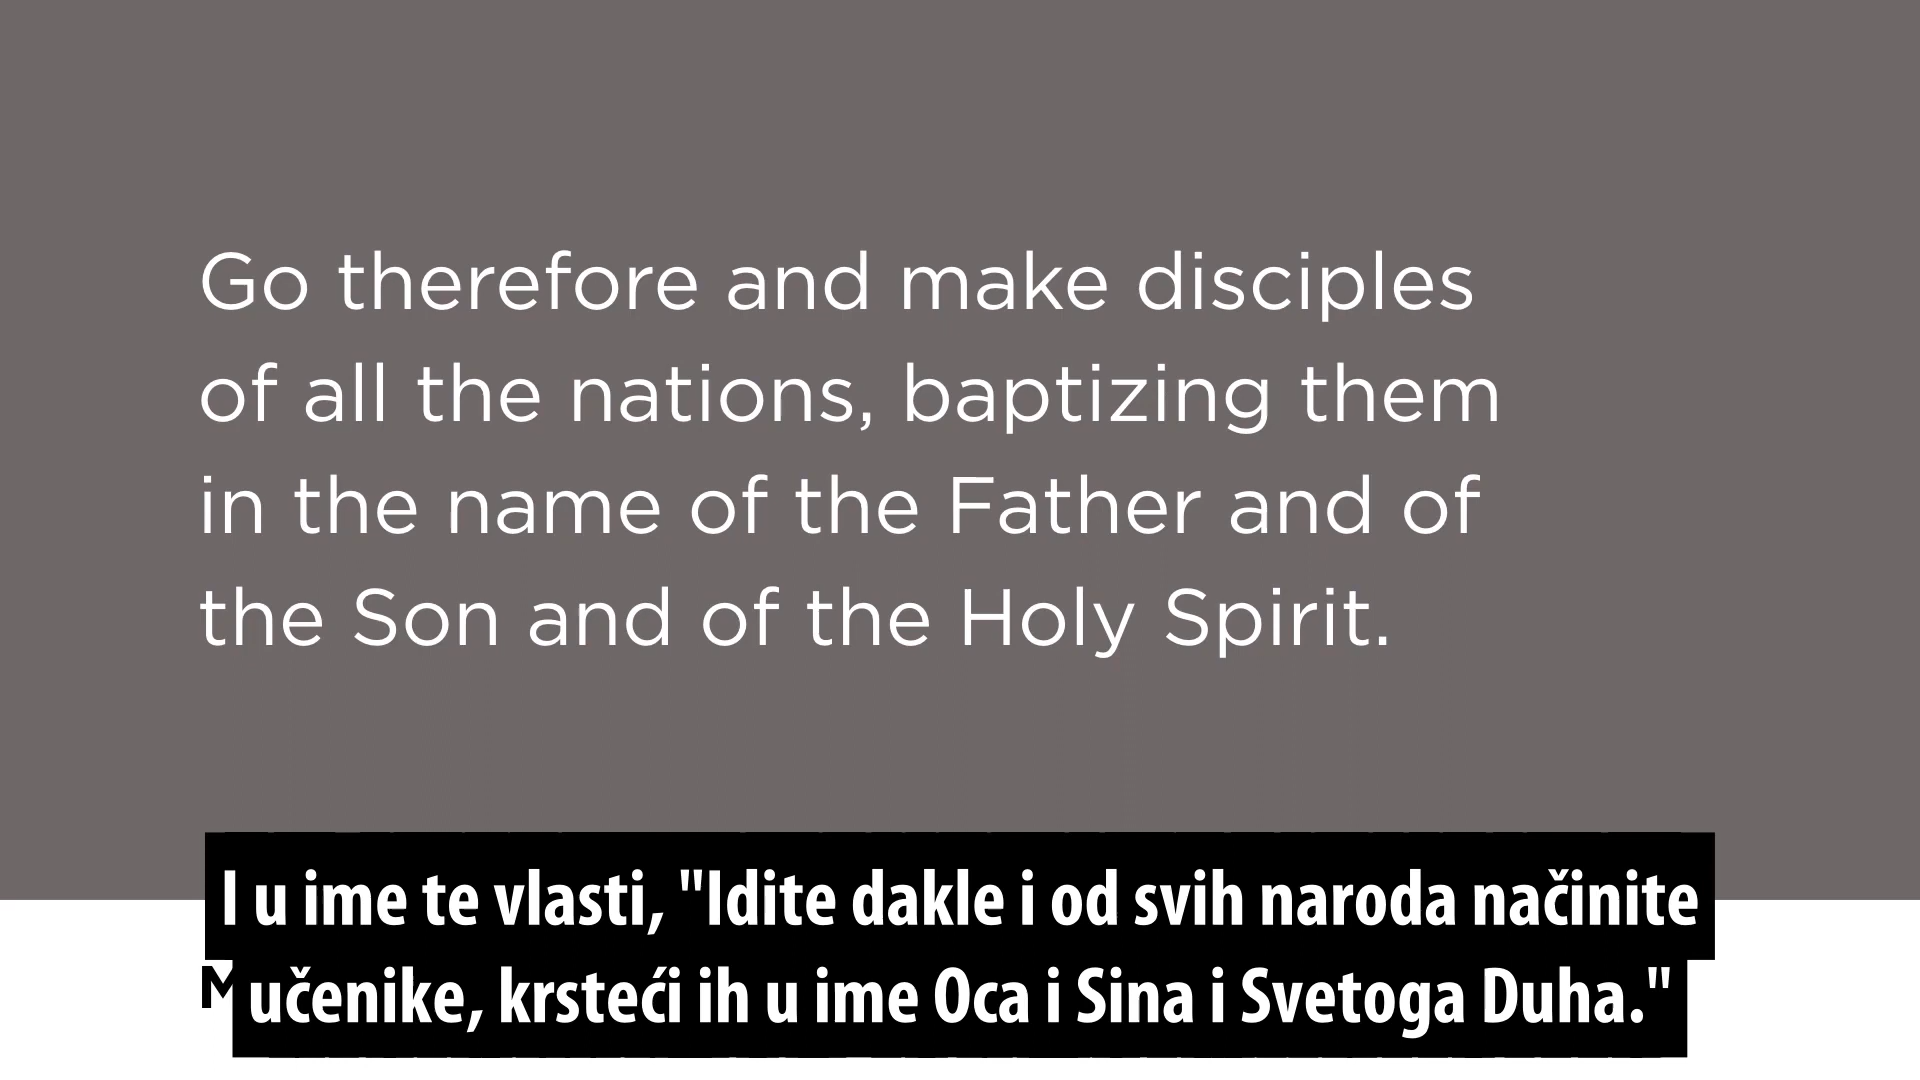 Go therefore and make disciples
of all the nations, baptizing them
in the name of the Father and of
the Son and of the Holy Spirit.
I u ime te vlasti, "Idite dakle i od svih naroda načinite
učenike, krsteći ih u ime Oca i Sina i Svetoga Duha."